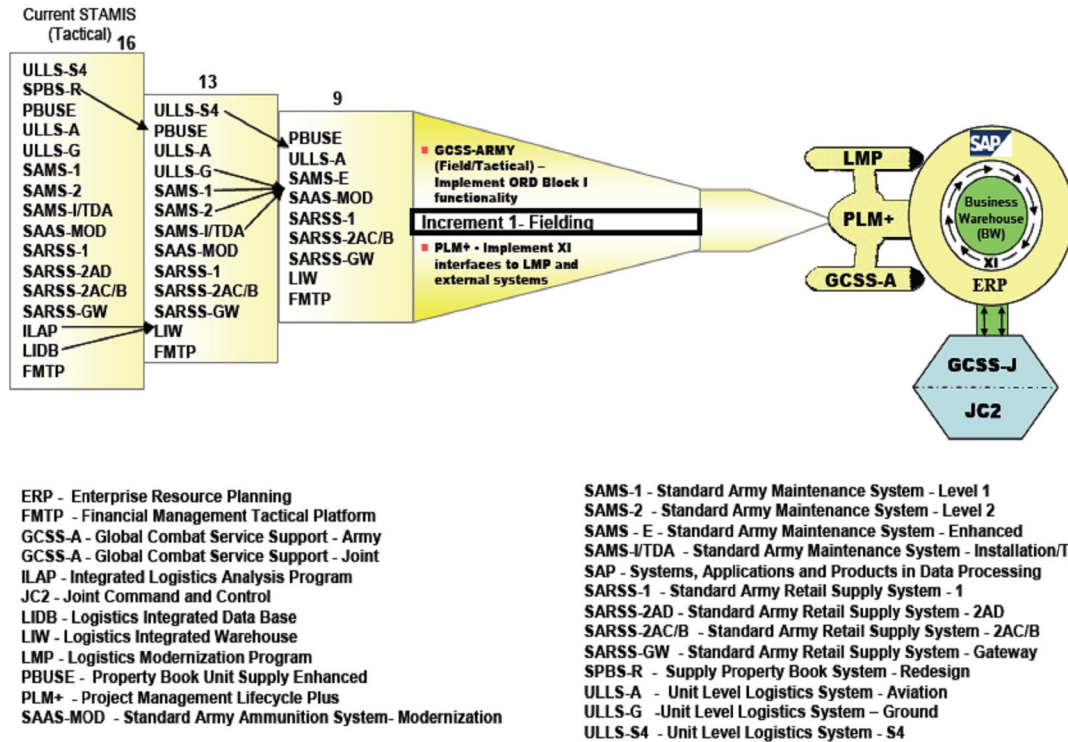 Current STAMIS
(Tactical)
16
ULLS-S4
SPBS-R
PBUSE
ULLS-A
ULLS-G
SAMS-1
SAMS-2
SAMS-I/TDA
SAAS-MOD
SARSS-1
SARSS-2AD
SARSS-2AC/B
SARSS-GW
ILAP
LIDB
FMTP
13
ULLS-S4
PBUSE
ULLS-A
ULLS-G
SAMS-1
SAMS-2
SAMS-I/TDA
SAAS-MOD
SARSS-1
SARSS-2AC/B
SARSS-GW
LIW
FMTP
9
PBUSE
ULLS-A
SAMS-E
SAAS-MOD
SARSS-1
SARSS-2AC/B
SARSS-GW
LIW
FMTP
GCSS-ARMY
(Field/Tactical) –
Implement ORD Block I
functionality
Increment 1- Fielding
PLM+ - Implement XI
interfaces to LMP and
external systems
LMP
PLM+
GCSS-A
SAP
Business
Warehouse
(BW)
XI
ERP
GCSS-J
JC2
ERP - Enterprise Resource Planning
FMTP - Financial Management Tactical Platform
GCSS-A - Global Combat Service Support - Army
GCSS-A - Global Combat Service Support - Joint
ILAP - Integrated Logistics Analysis Program
JC2 - Joint Command and Control
LIDB - Logistics Integrated Data Base
LIW - Logistics Integrated Warehouse
LMP - Logistics Modernization Program
PBUSE - Property Book Unit Supply Enhanced
PLM+ - Project Management Lifecycle Plus
SAAS-MOD - Standard Army Ammunition System- Modernization
SAMS-1 - Standard Army Maintenance System - Level 1
SAMS-2 - Standard Army Maintenance System - Level 2
SAMS - E - Standard Army Maintenance System - Enhanced
SAMS-I/TDA - Standard Army Maintenance System - Installation/T
SAP - Systems, Applications and Products in Data Processing
SARSS-1 - Standard Army Retail Supply System - 1
SARSS-2AD - Standard Army Retail Supply System - 2AD
SARSS-2AC/B - Standard Army Retail Supply System - 2AC/B
SARSS-GW - Standard Army Retail Supply System - Gateway
SPBS-R - Supply Property Book System - Redesign
ULLS-A - Unit Level Logistics System - Aviation
ULLS-G -Unit Level Logistics System – Ground
ULLS-S4 - Unit Level Logistics System - S4